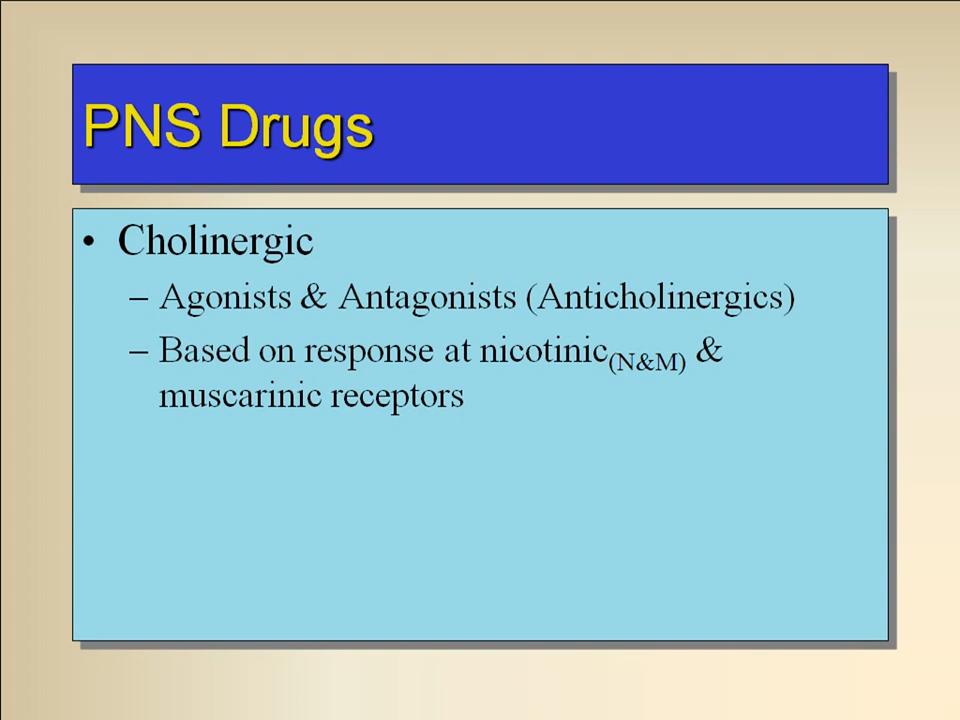 PNS Drugs
• Cholinergic
– Agonists & Antagonists (Anticholinergics)
– Based on response at nicotinic(N&M) &
muscarinic receptors